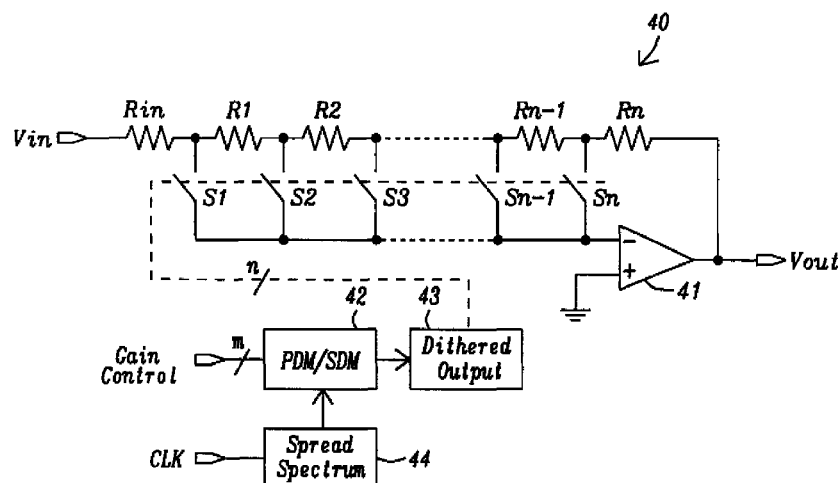 40
Rin R1 R2 Rn-1 Rn
Vin
S1 S2 S3 Sn-1 Sn
-
+
Vout
41
n
42 43
Gain
Control
m
PDM/SDM
Dithered
Output
CLK
Spread
Spectrum
44